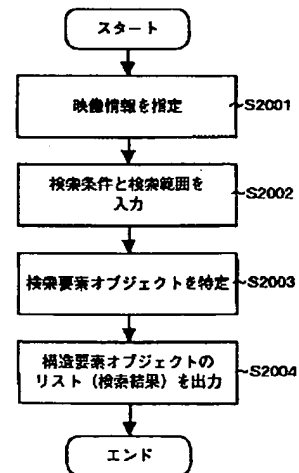 スタート
映像情報を指定
S2001
検索条件と検索範囲を
入力
S2002
検索要素オブジェクトを特定
S2003
構造要素オブジェクトの
リスト（検索結果）を出力
S2004
エンド